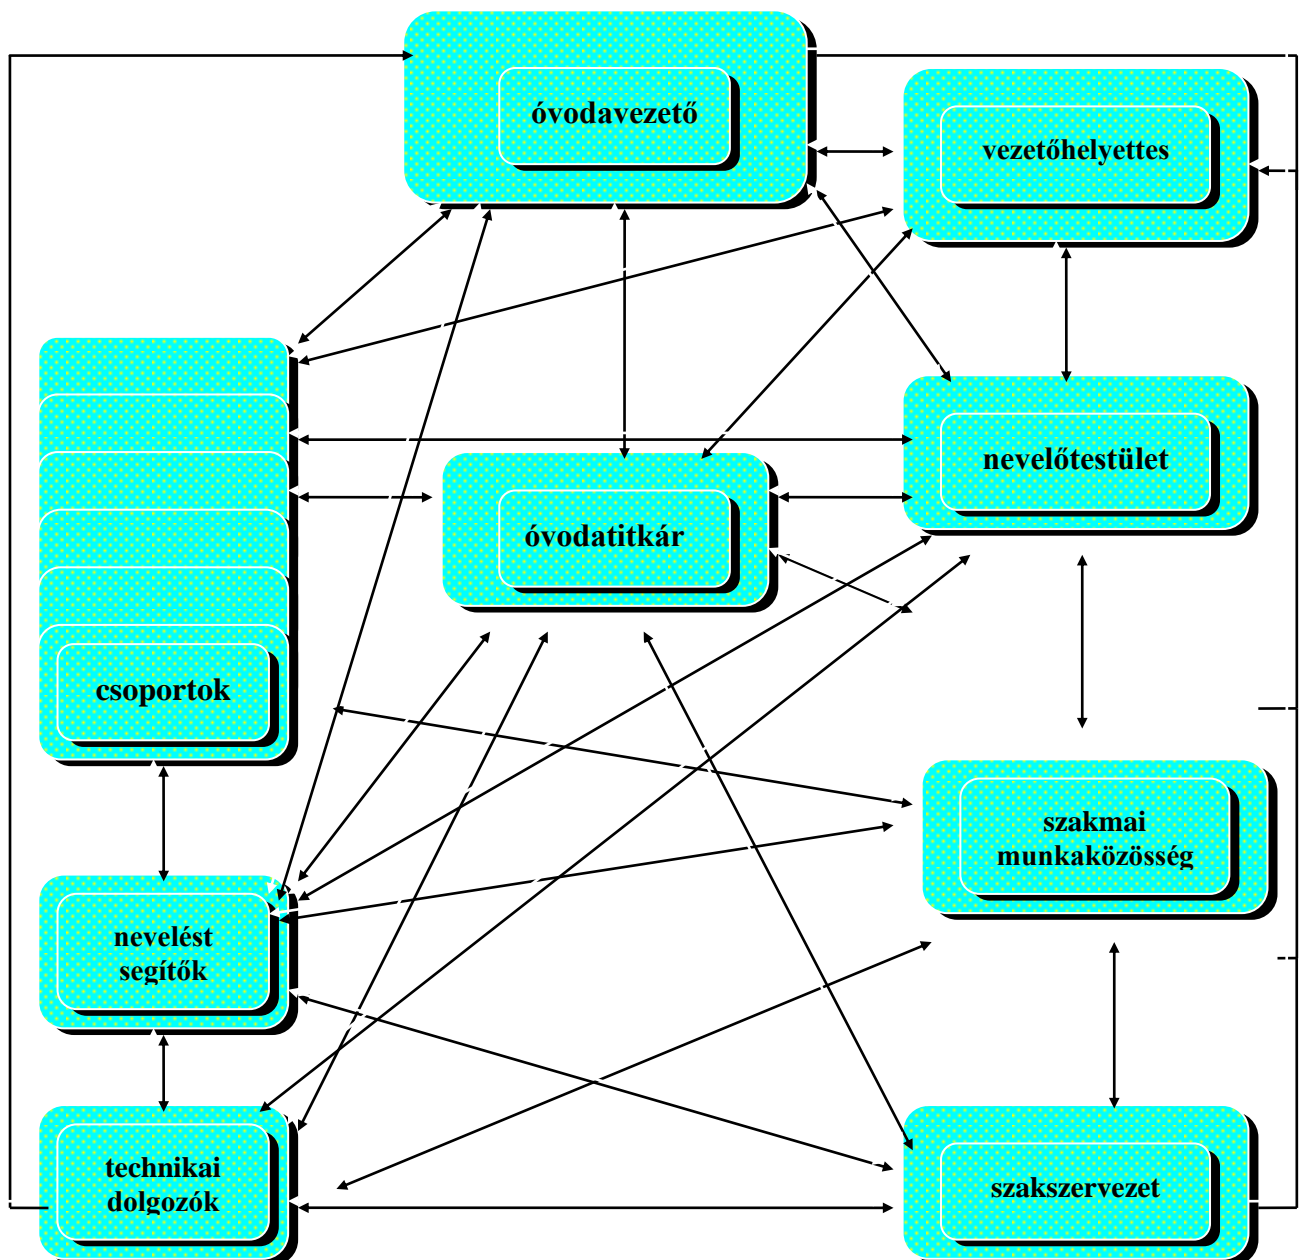 óvodavezető
vezetőhelyettes
nevelőtestület
óvodatitkár
csoportok
szakmai
munkaközösség
nevelést
segítők
technikai
dolgozók
szakszervezet